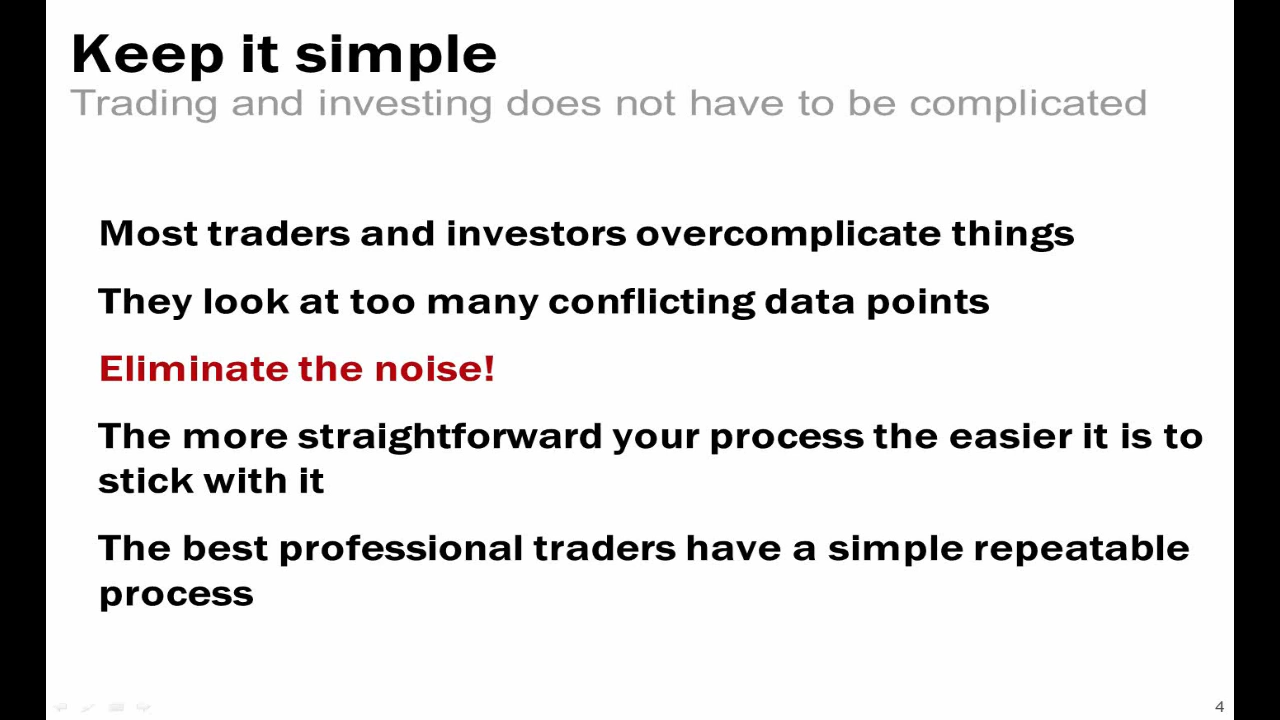 Keep it simple
Trading and investing does not have to be complicated
Most traders and investors overcomplicate things
They look at too many conflicting data points
Eliminate the noise!
The more straightforward your process the easier it is to
stick with it
The best professional traders have a simple repeatable
process
4